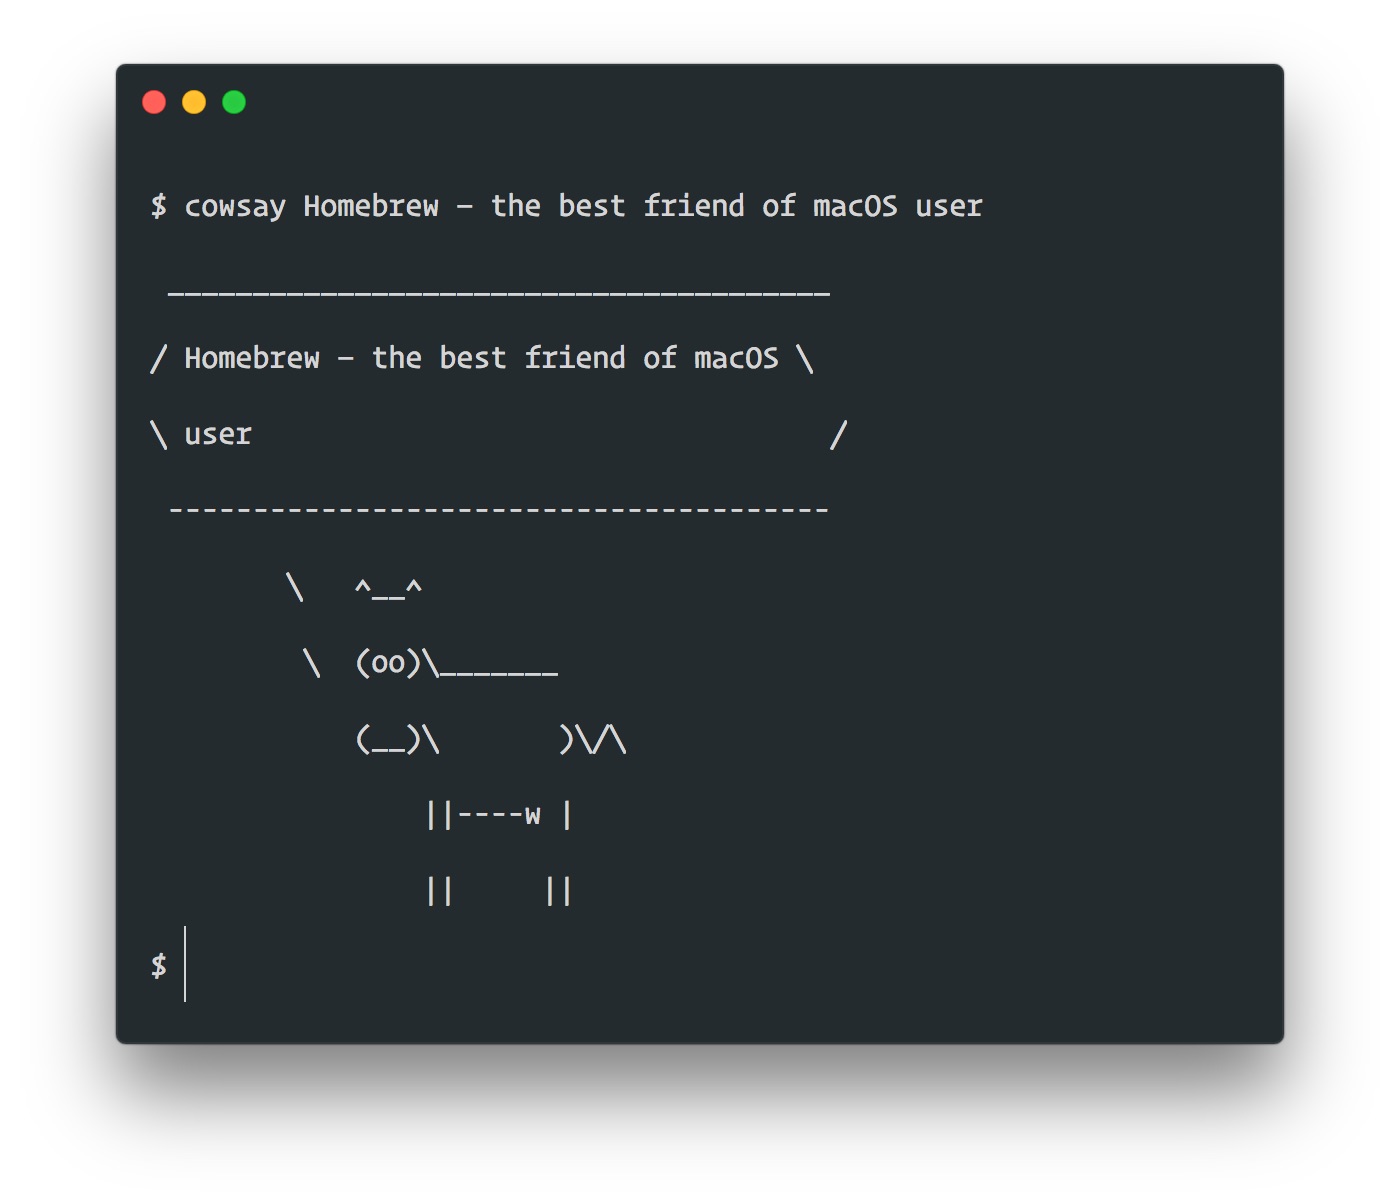 $ cowsay Homebrew – the best friend of macOS user
 _______________________________________
/ Homebrew – the best friend of macOS \
\ user                                  /
 ---------------------------------------
        \   ^__^
         \  (oo)\_______
            (__)\       )\/\
                ||----w |
                ||     ||
$